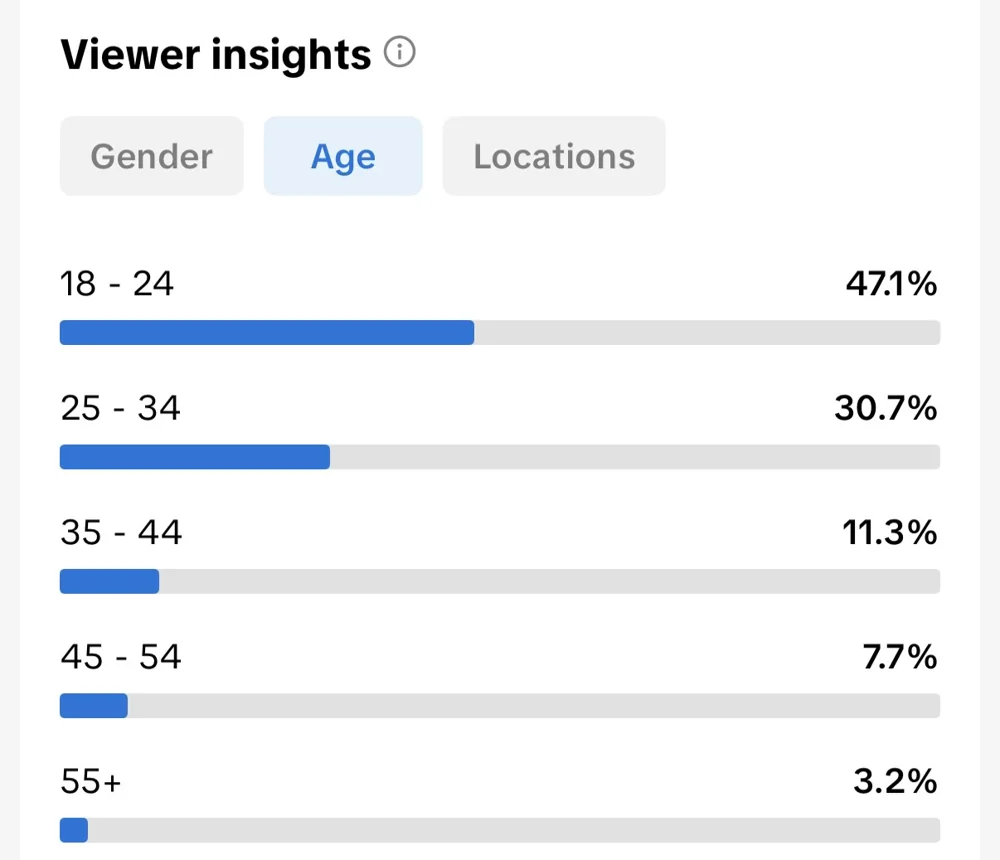 Viewer insights
Gender Age Locations
18 - 24 47.1%
25 - 34 30.7%
35 - 44 11.3%
45 - 54 7.7%
55+ 3.2%